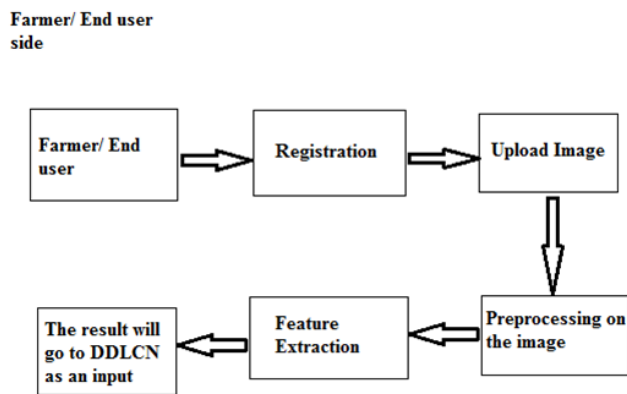 Farmer/ End user
side
Farmer/ End
user
Registration
Upload Image
Preprocessing on
the image
Feature
Extraction
The result will
go to DDLCN
as an input